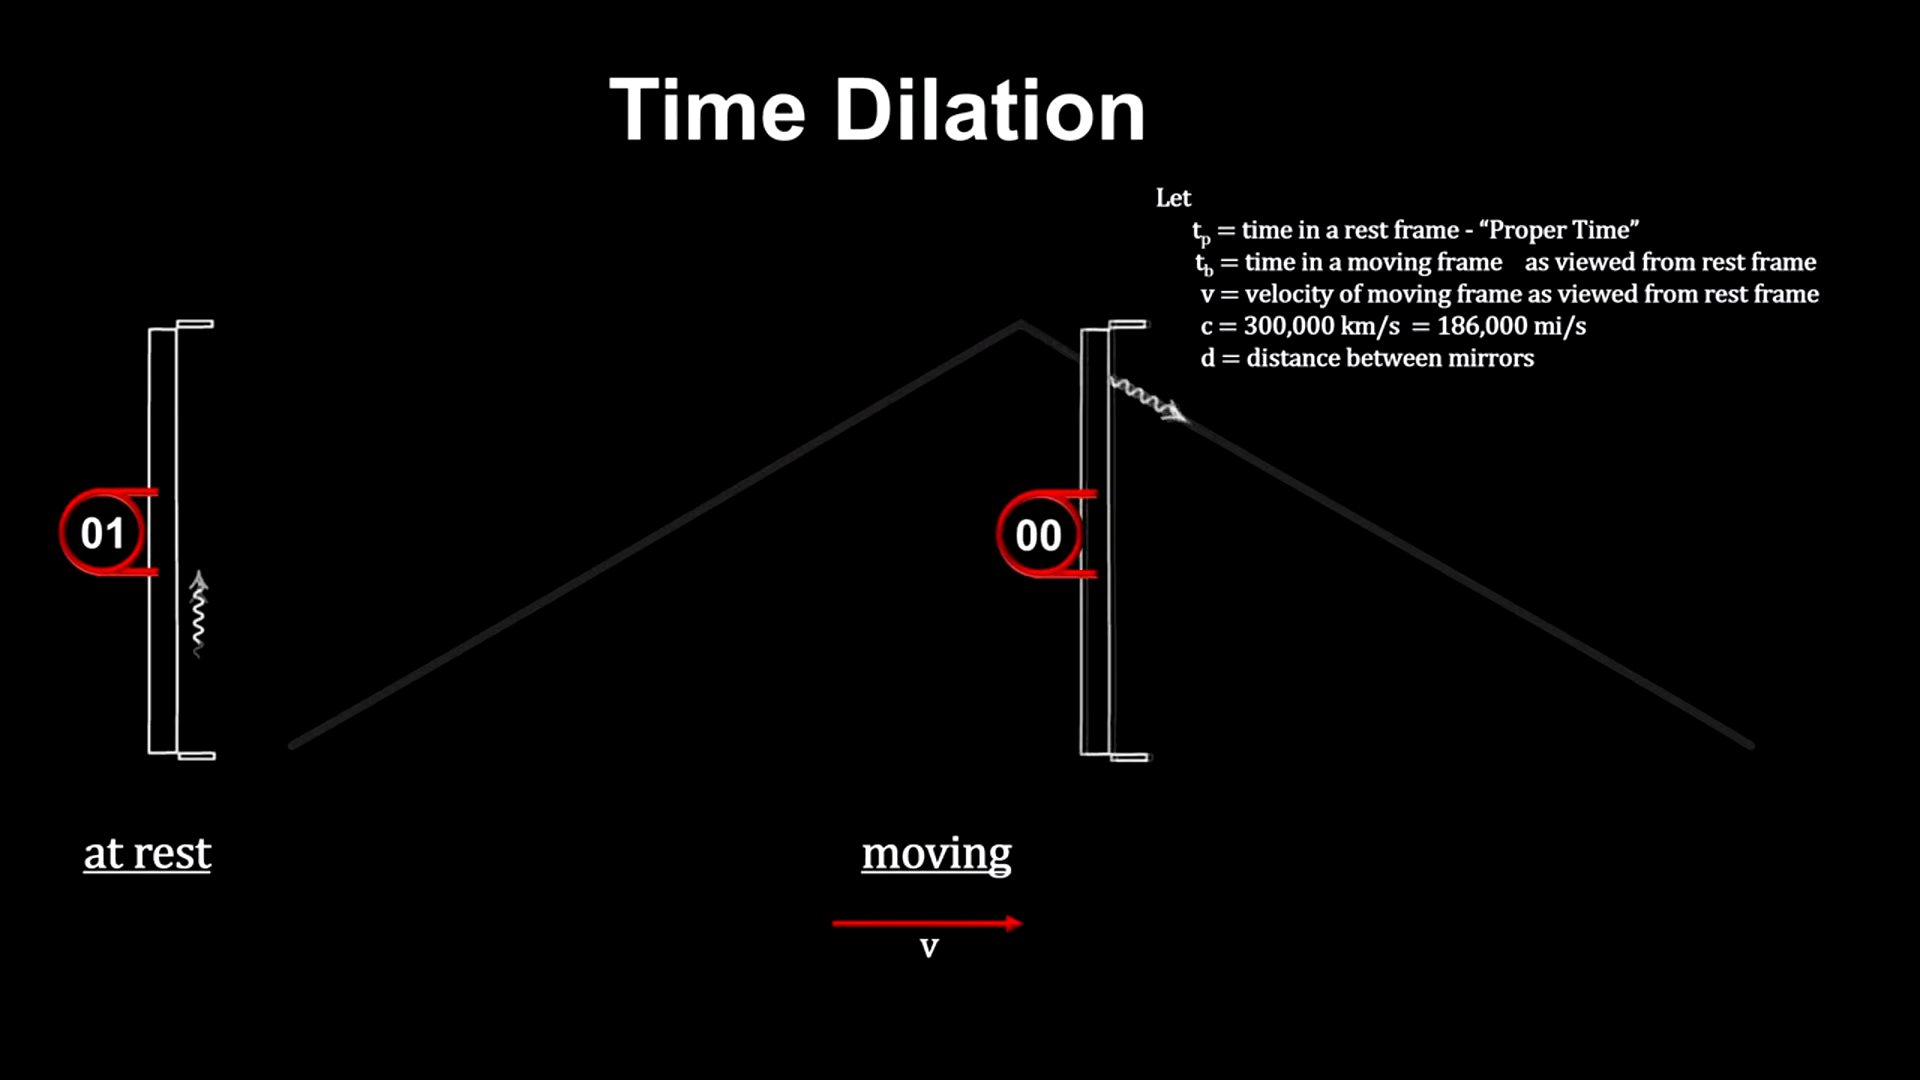 Time Dilation
Let
tp = time in a rest frame - “Proper Time”
tb = time in a moving frame as viewed from rest frame
v = velocity of moving frame as viewed from rest frame
c = 300,000 km/s = 186,000 mi/s
d = distance between mirrors
01
00
at rest
moving
v